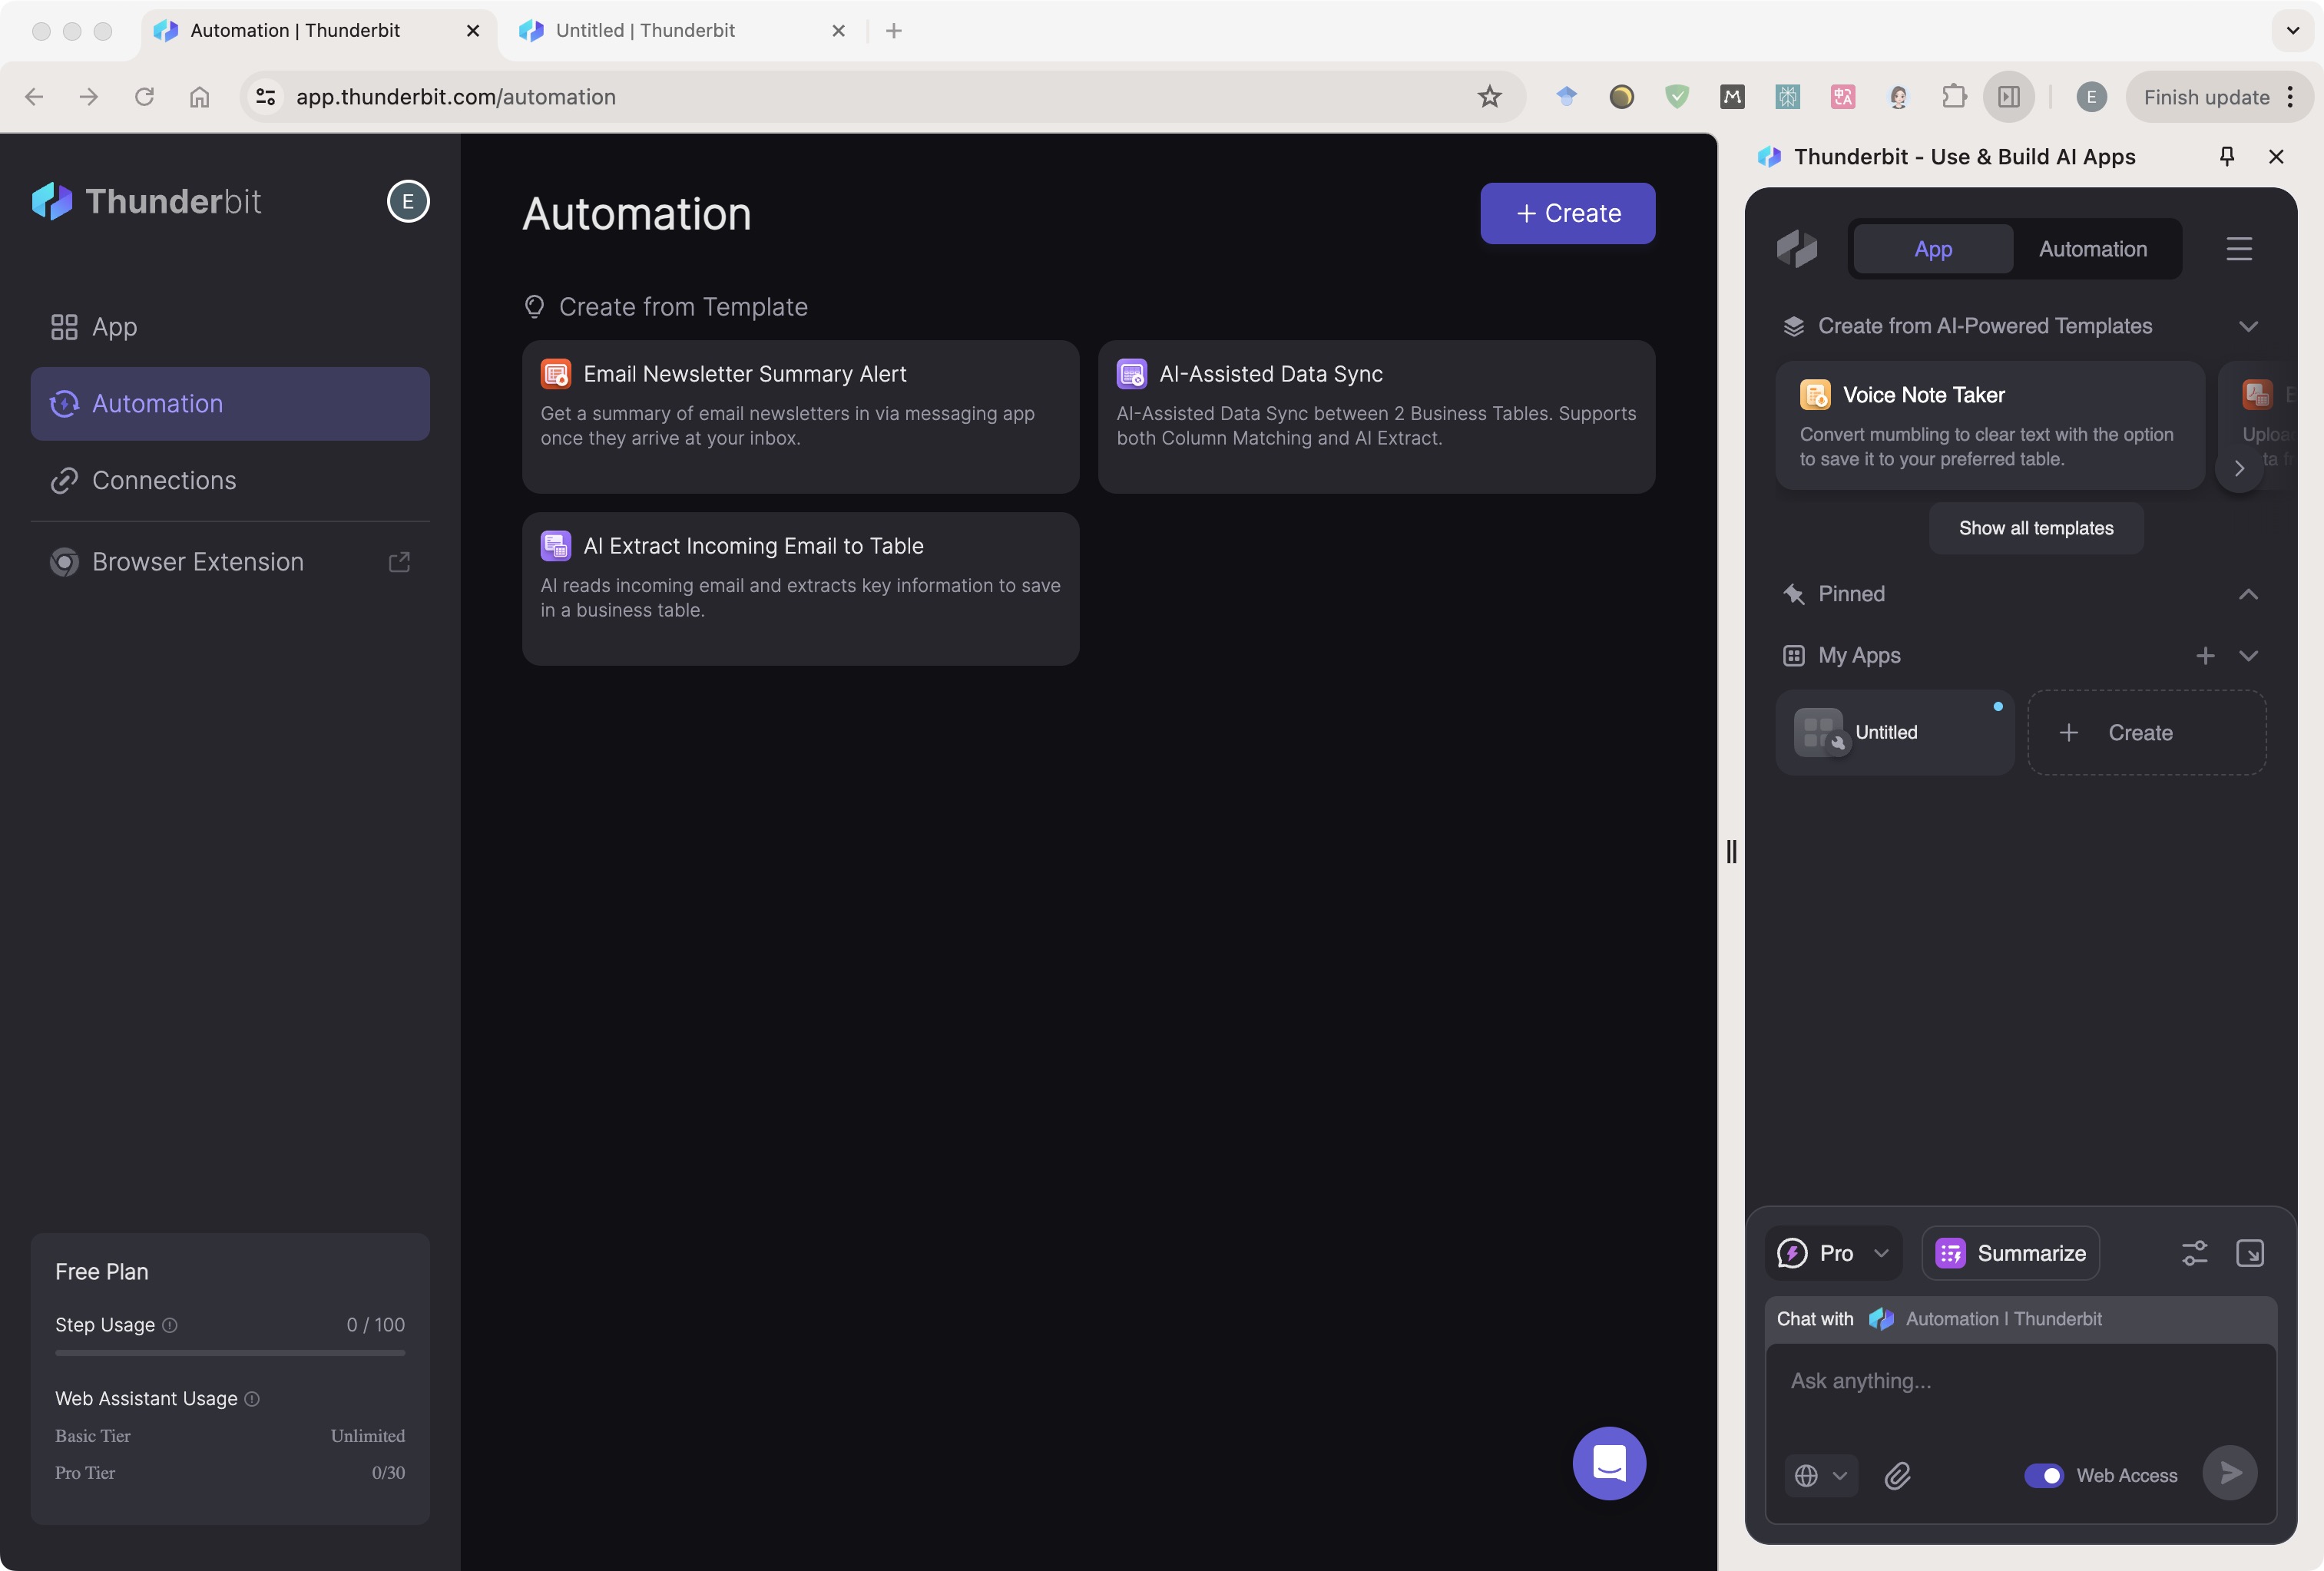 Automation | Thunderbit
Untitled | Thunderbit
app.thunderbit.com/automation
E
Finish update
Thunderbit
E
App
Automation
Connections
Browser Extension
Free Plan
Step Usage
0 / 100
Web Assistant Usage
Basic Tier
Unlimited
Pro Tier
0/30
Automation
+ Create
Create from Template
Email Newsletter Summary Alert
Get a summary of email newsletters in via messaging app
once they arrive at your inbox.
AI-Assisted Data Sync
AI-Assisted Data Sync between 2 Business Tables. Supports
both Column Matching and AI Extract.
AI Extract Incoming Email to Table
AI reads incoming email and extracts key information to save
in a business table.
Thunderbit - Use & Build AI Apps
App
Automation
Create from AI-Powered Templates
Voice Note Taker
Convert mumbling to clear text with the option
to save it to your preferred table.
Show all templates
Pinned
My Apps
Untitled
Create
Pro
Summarize
Chat with
Automation | Thunderbit
Ask anything...
Web Access